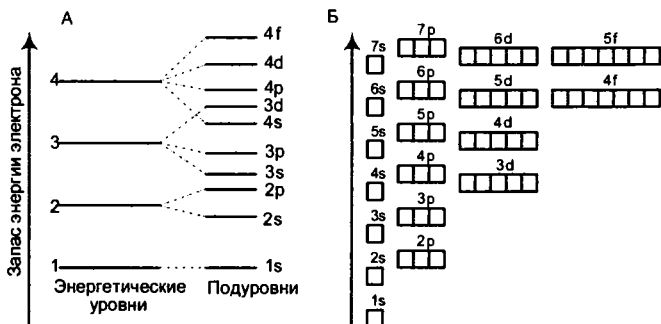 А
Запас энергии электрона
4
3
2
1
Энергетические
уровни
4f
4d
4p
3d
4s
3p
3s
2p
2s
1s
Подуровни
Б
7s
7p
6d
5f
6s
6p
5d
4f
5s
5p
4d
4s
4p
3d
3s
3p
2s
2p
1s